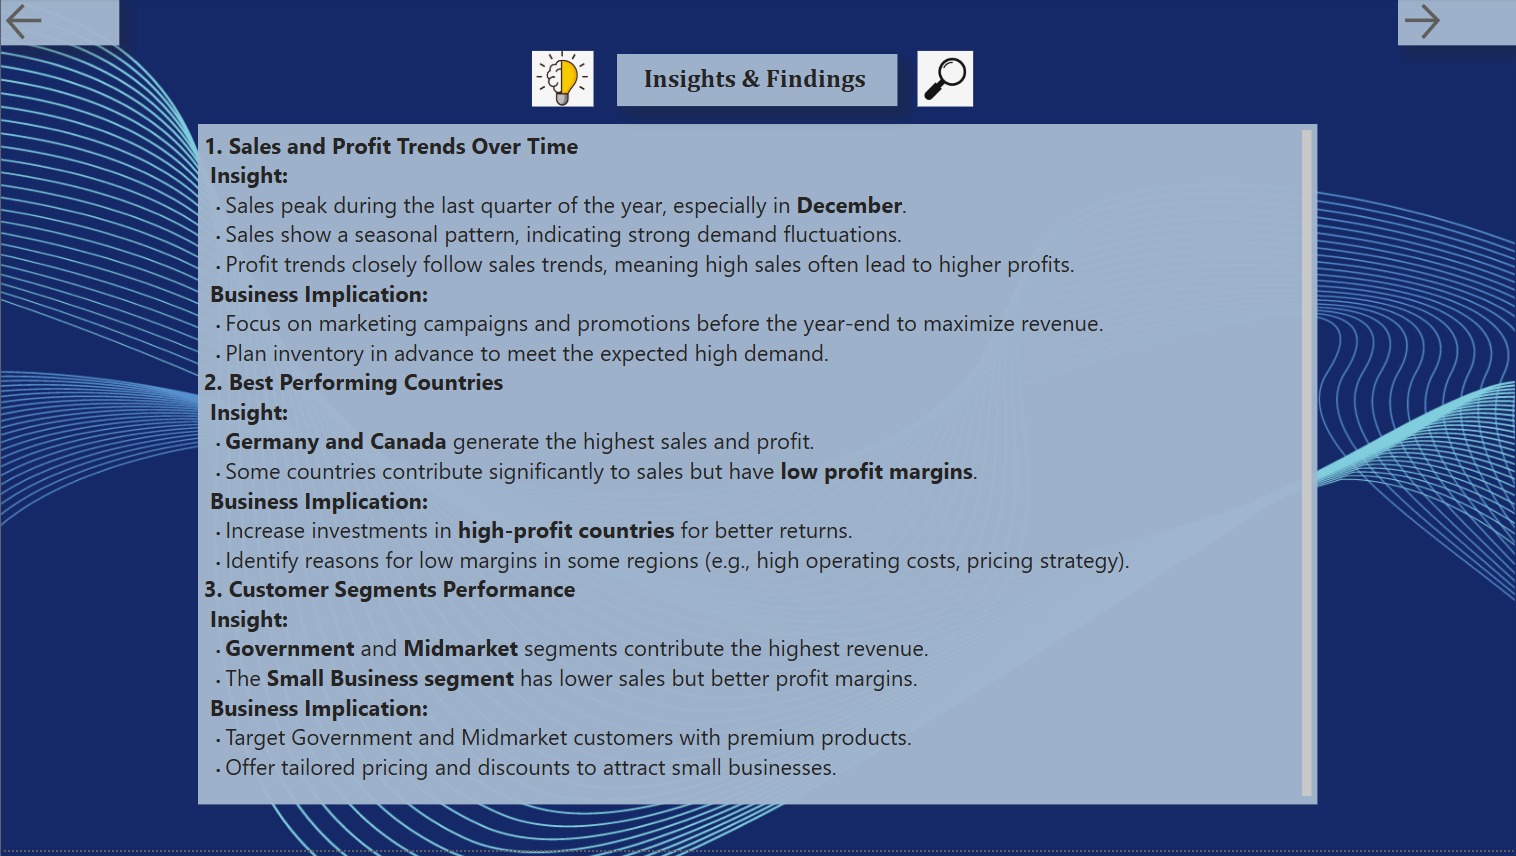 Insights & Findings
1. Sales and Profit Trends Over Time
Insight:
• Sales peak during the last quarter of the year, especially in December.
• Sales show a seasonal pattern, indicating strong demand fluctuations.
• Profit trends closely follow sales trends, meaning high sales often lead to higher profits.
Business Implication:
• Focus on marketing campaigns and promotions before the year-end to maximize revenue.
• Plan inventory in advance to meet the expected high demand.
2. Best Performing Countries
Insight:
• Germany and Canada generate the highest sales and profit.
• Some countries contribute significantly to sales but have low profit margins.
Business Implication:
• Increase investments in high-profit countries for better returns.
• Identify reasons for low margins in some regions (e.g., high operating costs, pricing strategy).
3. Customer Segments Performance
Insight:
• Government and Midmarket segments contribute the highest revenue.
• The Small Business segment has lower sales but better profit margins.
Business Implication:
• Target Government and Midmarket customers with premium products.
• Offer tailored pricing and discounts to attract small businesses.